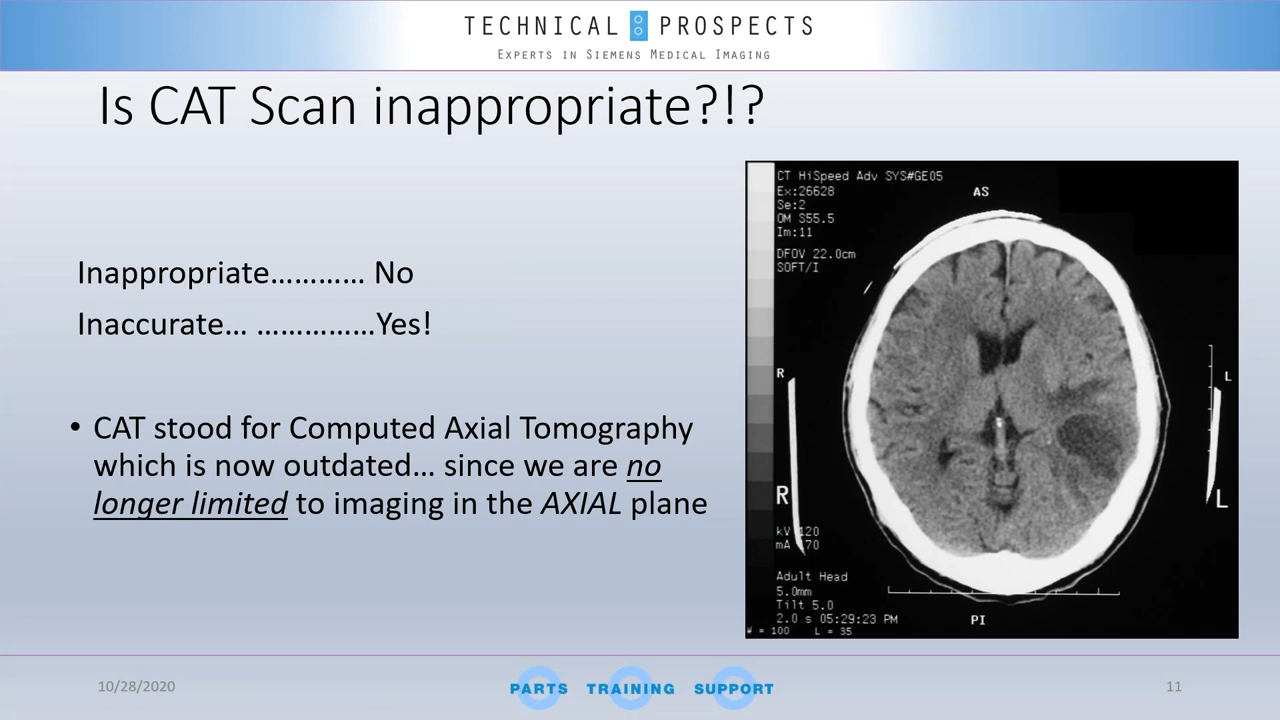 TECHNICAL PROSPECTS
EXPERTS IN SIEMENS MEDICAL IMAGING
Is CAT Scan inappropriate?!?
Inappropriate………… No
Inaccurate… ……………Yes!
• CAT stood for Computed Axial Tomography
which is now outdated… since we are no
longer limited to imaging in the AXIAL plane
CT HiSpeed Adv SYS#GE05
Ex:26628
Se:2
OM S55.5
Im:11
DFOV 22.0cm
SOFT/I
AS
R
L
R
L
kV 120
mA 170
Adult Head
5.0mm
Tilt 5.0
2.0 s 05:29:23 PM
W = 100 L = 35
PI
10/28/2020
PARTS TRAINING SUPPORT
11